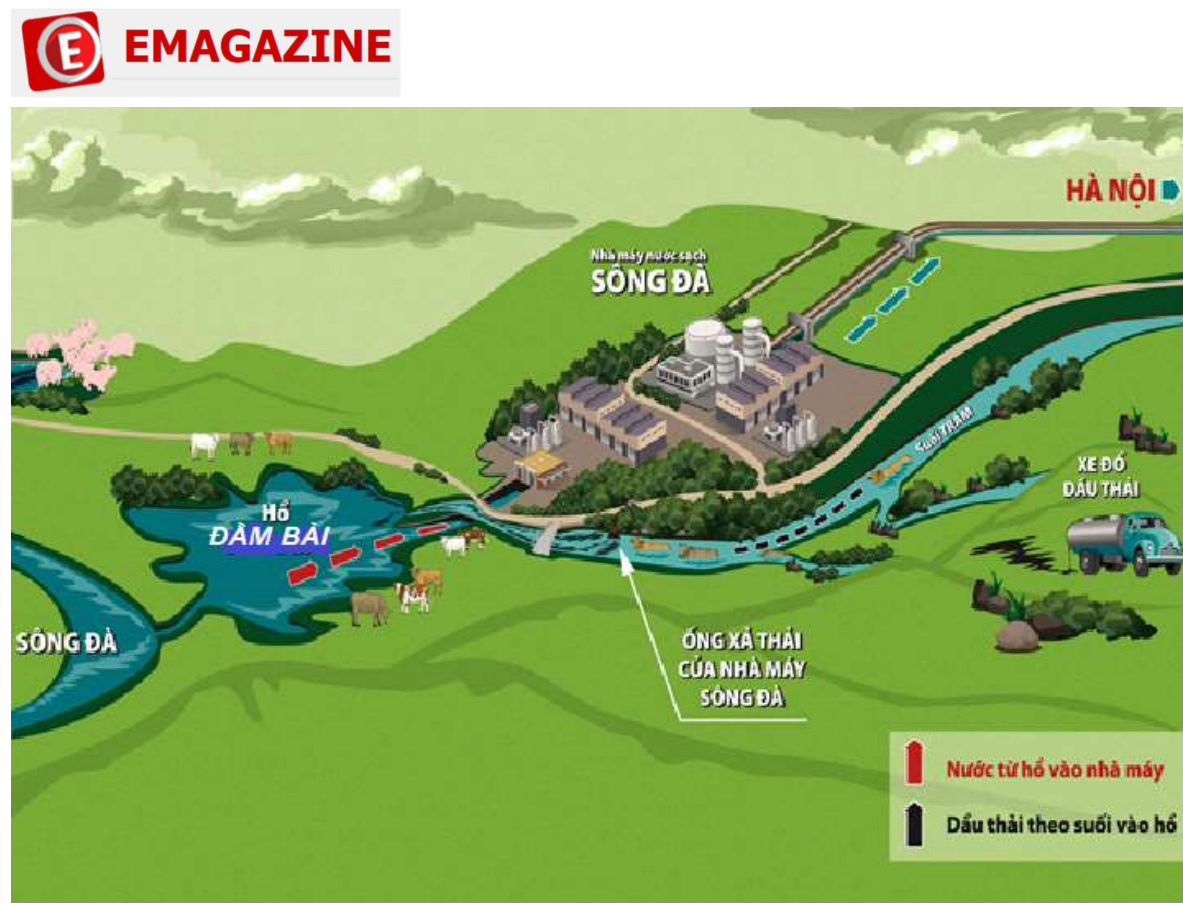 E EMAGAZINE
HÀ NỘI
Nhà máy nước sạch
SÔNG ĐÀ
Suối TRÂM
XE ĐỔ
DẦU THẢI
Hồ
ĐẦM BÀI
SÔNG ĐÀ
ỐNG XẢ THẢI
CỦA NHÀ MÁY
SÔNG ĐÀ
Nước từ hồ vào nhà máy
Dầu thải theo suối vào hồ